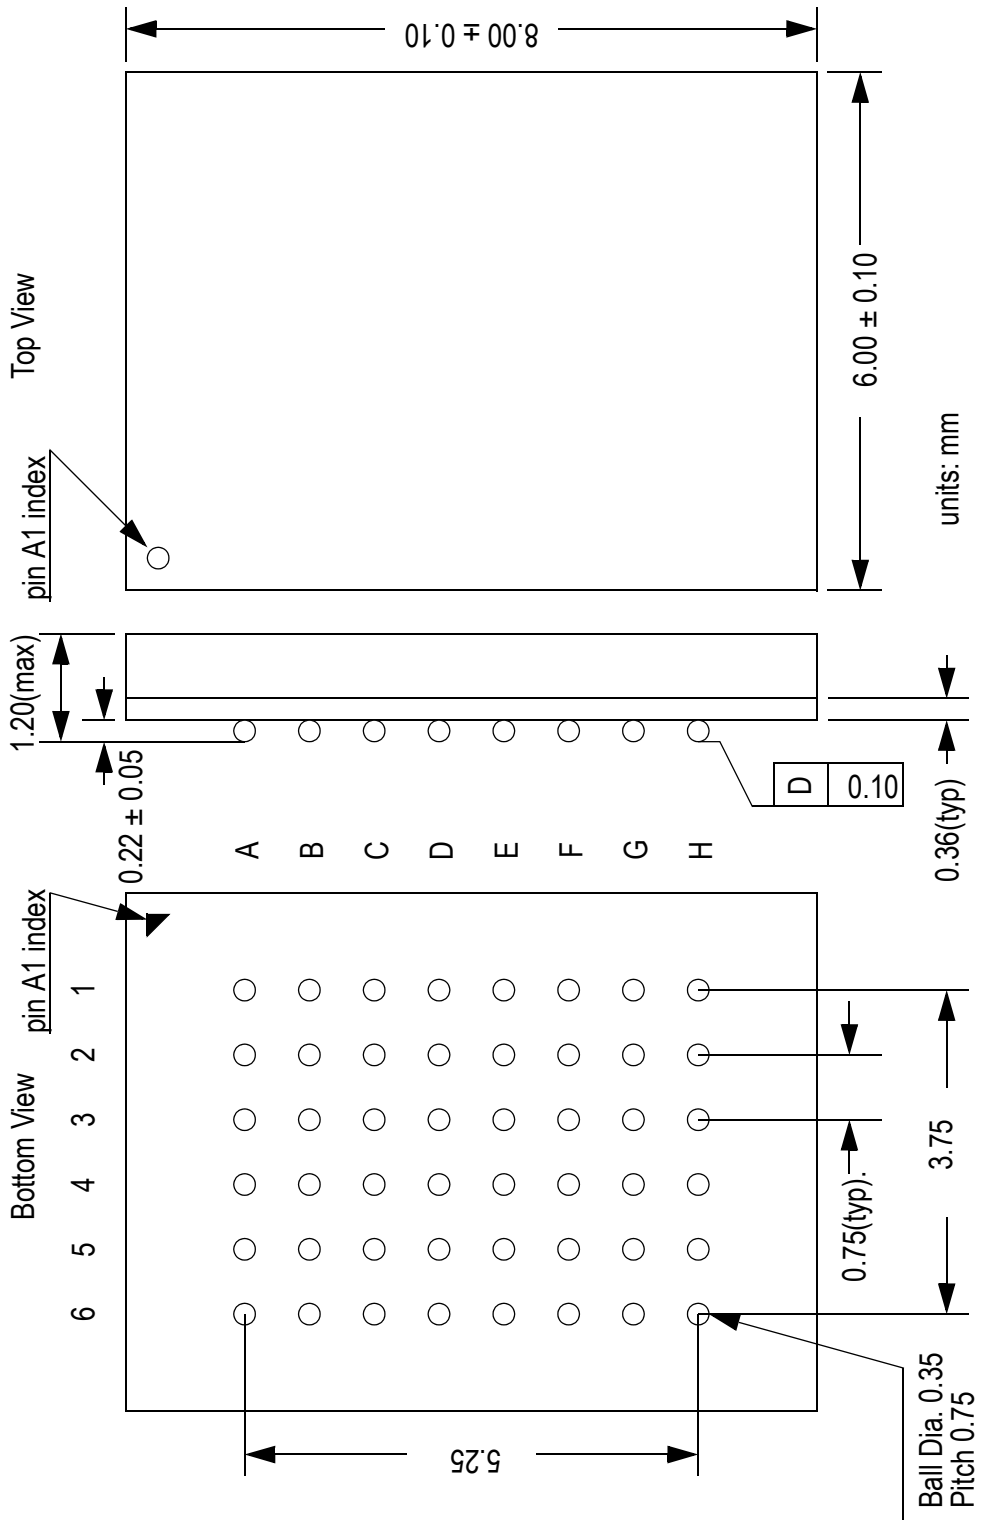 Bottom View
Top View
pin A1 index
pin A1 index
1.20(max)
0.22 ± 0.05
6 5 4 3 2 1
A
B
C
D
E
F
G
H
5.25
8.00 ± 0.10
D 0.10
0.75(typ).
6.00 ± 0.10
3.75
0.36(typ)
units: mm
Ball Dia. 0.35
Pitch 0.75